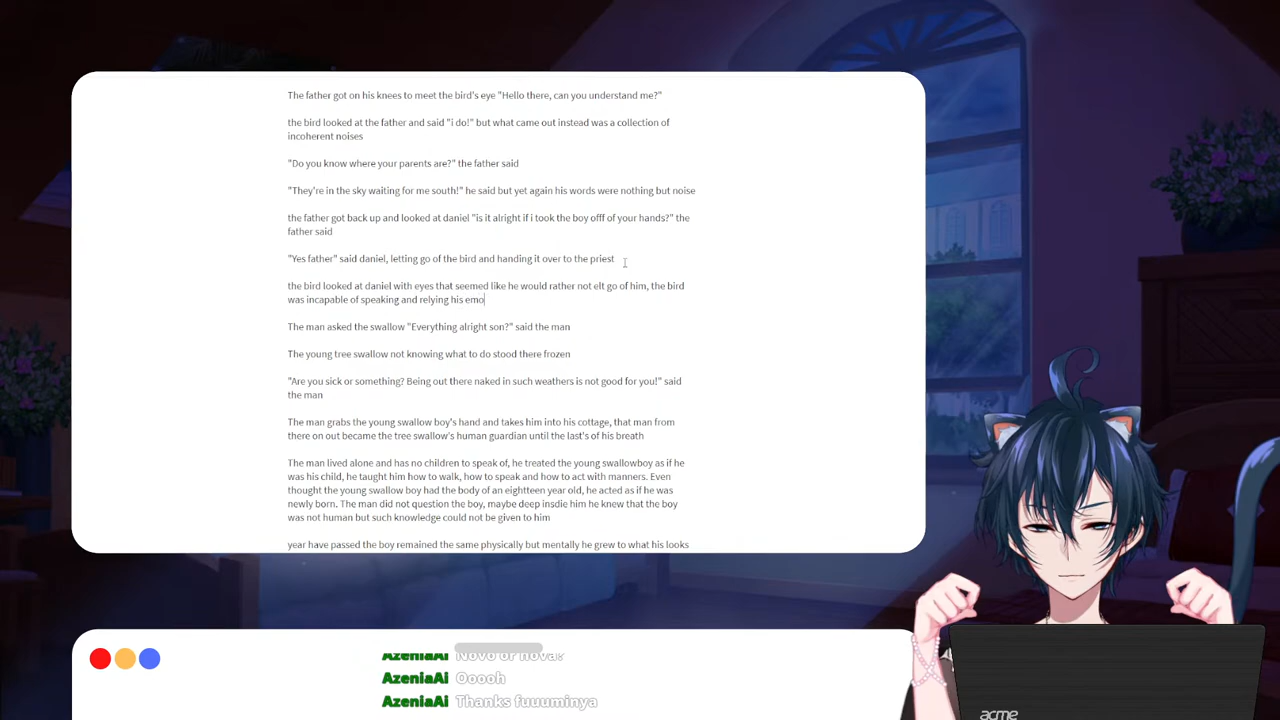 The father got on his knees to meet the bird's eye "Hello there, can you understand me?"
the bird looked at the father and said "i do!" but what came out instead was a collection of
incoherent noises
"Do you know where your parents are?" the father said
"They're in the sky waiting for me south!" he said but yet again his words were nothing but noise
the father got back up and looked at daniel "is it alright if i took the boy offf of your hands?" the
father said
"Yes father" said daniel, letting go of the bird and handing it over to the priest
the bird looked at daniel with eyes that seemed like he would rather not elt go of him, the bird
was incapable of speaking and relying his emo
The man asked the swallow "Everything alright son?" said the man
The young tree swallow not knowing what to do stood there frozen
"Are you sick or something? Being out there naked in such weathers is not good for you!" said
the man
The man grabs the young swallow boy's hand and takes him into his cottage, that man from
there on out became the tree swallow's human guardian until the last's of his breath
The man lived alone and has no children to speak of, he treated the young swallowboy as if he
was his child, he taught him how to walk, how to speak and how to act with manners. Even
thought the young swallow boy had the body of an eightteen year old, he acted as if he was
newly born. The man did not question the boy, maybe deep insdie him he knew that the boy
was not human but such knowledge could not be given to him
year have passed the boy remained the same physically but mentally he grew to what his looks
AzeniaAi Novo or nova?
AzeniaAi Ooooh
AzeniaAi Thanks fuuuminya
acme